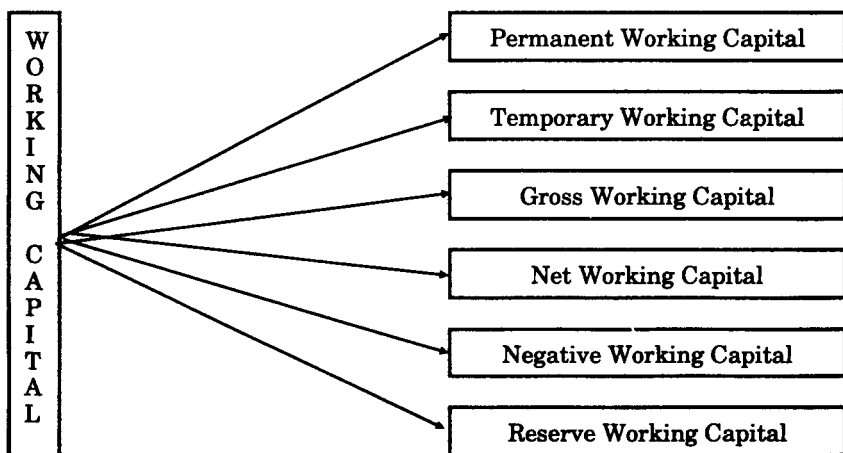 WORKING CAPITAL
Permanent Working Capital
Temporary Working Capital
Gross Working Capital
Net Working Capital
Negative Working Capital
Reserve Working Capital